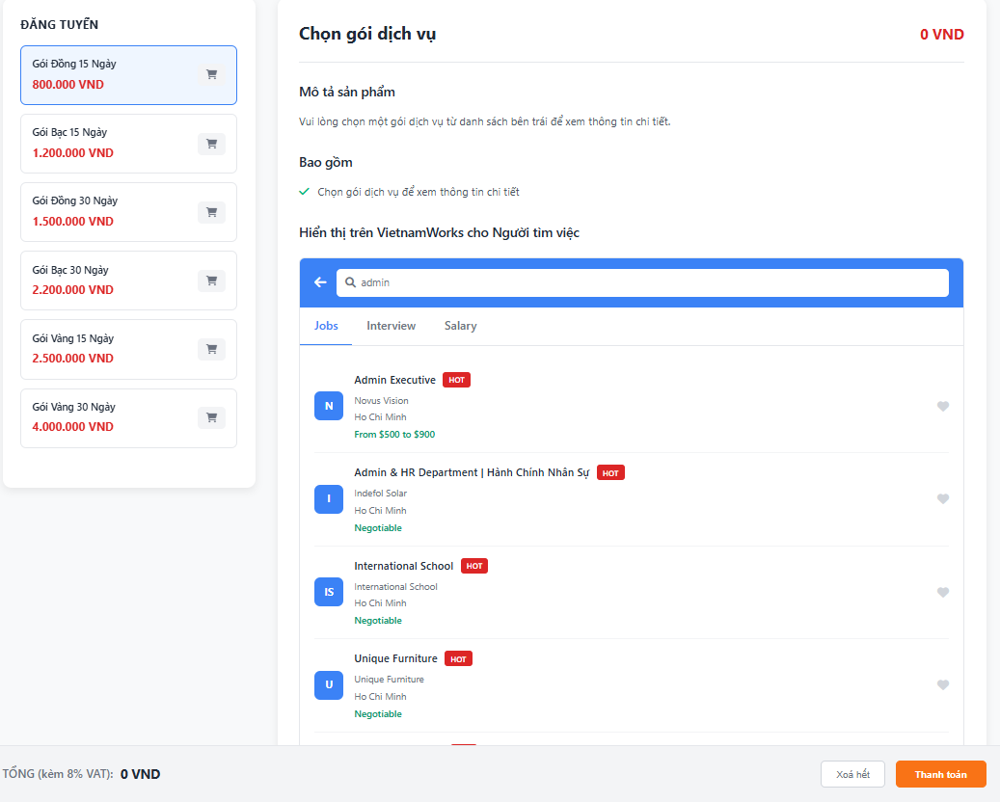 ĐĂNG TUYỂN
Gói Đồng 15 Ngày
800.000 VND
Gói Bạc 15 Ngày
1.200.000 VND
Gói Đồng 30 Ngày
1.500.000 VND
Gói Bạc 30 Ngày
2.200.000 VND
Gói Vàng 15 Ngày
2.500.000 VND
Gói Vàng 30 Ngày
4.000.000 VND
Chọn gói dịch vụ
0 VND
Mô tả sản phẩm
Vui lòng chọn một gói dịch vụ từ danh sách bên trái để xem thông tin chi tiết.
Bao gồm
Chọn gói dịch vụ để xem thông tin chi tiết
Hiển thị trên VietnamWorks cho Người tìm việc
admin
Jobs Interview Salary
Admin Executive HOT
N
Novus Vision
Ho Chi Minh
From $500 to $900
Admin & HR Department | Hành Chính Nhân Sự HOT
I
Indefol Solar
Ho Chi Minh
Negotiable
International School HOT
IS
International School
Ho Chi Minh
Negotiable
Unique Furniture HOT
U
Unique Furniture
Ho Chi Minh
Negotiable
TỔNG (kèm 8% VAT): 0 VND
Xoá hết
Thanh toán